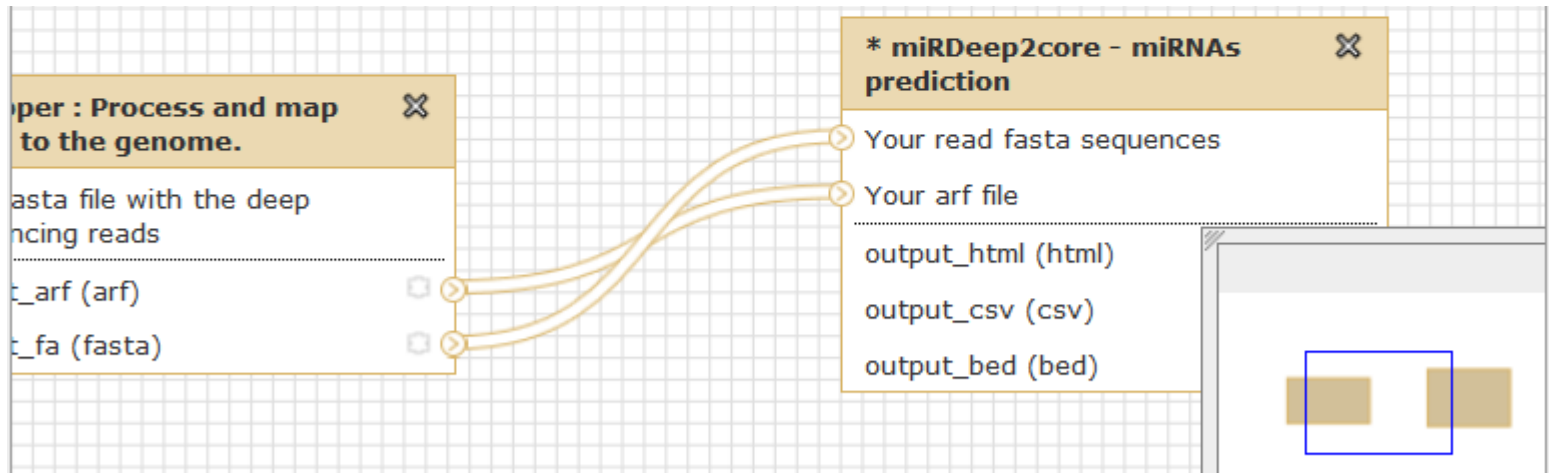 pper : Process and map
to the genome.
asta file with the deep
ncing reads
t_arf (arf)
t_fa (fasta)
* miRDeep2core - miRNAs
prediction
Your read fasta sequences
Your arf file
output_html (html)
output_csv (csv)
output_bed (bed)